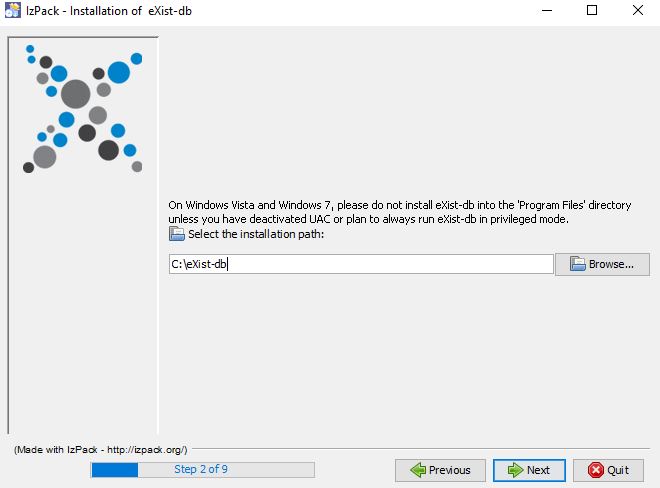 IzPack - Installation of eXist-db
On Windows Vista and Windows 7, please do not install eXist-db into the 'Program Files' directory
unless you have deactivated UAC or plan to always run eXist-db in privileged mode.
Select the installation path:
C:\eXist-db
Browse...
(Made with IzPack - http://izpack.org/)
Step 2 of 9
Previous
Next
Quit